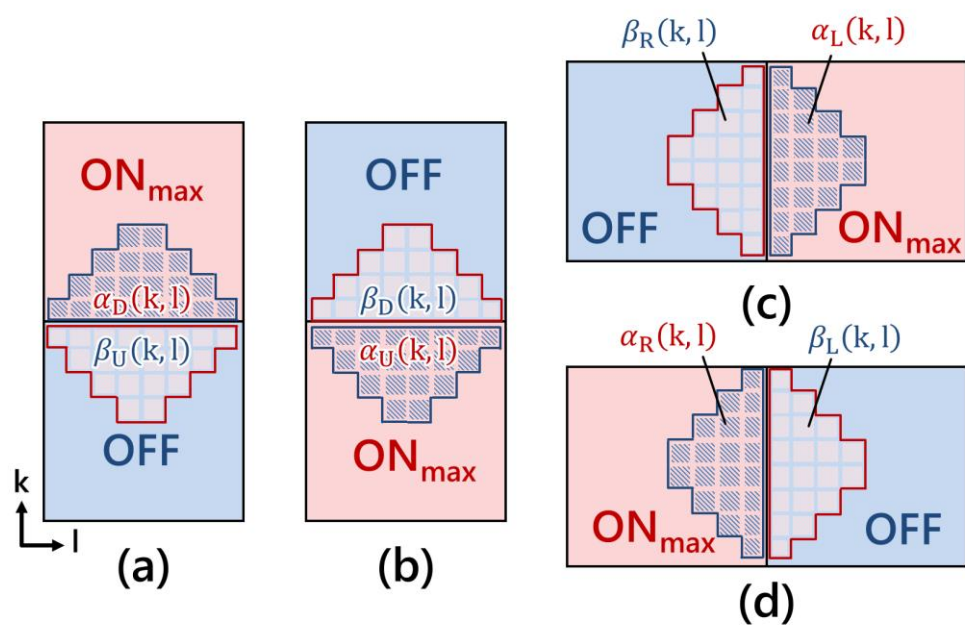 ON_max
α_D(k, l)
β_U(k, l)
OFF
k
l
(a)
OFF
β_D(k, l)
α_U(k, l)
ON_max
(b)
β_R(k, l)
α_L(k, l)
OFF
ON_max
(c)
α_R(k, l)
β_L(k, l)
ON_max
OFF
(d)